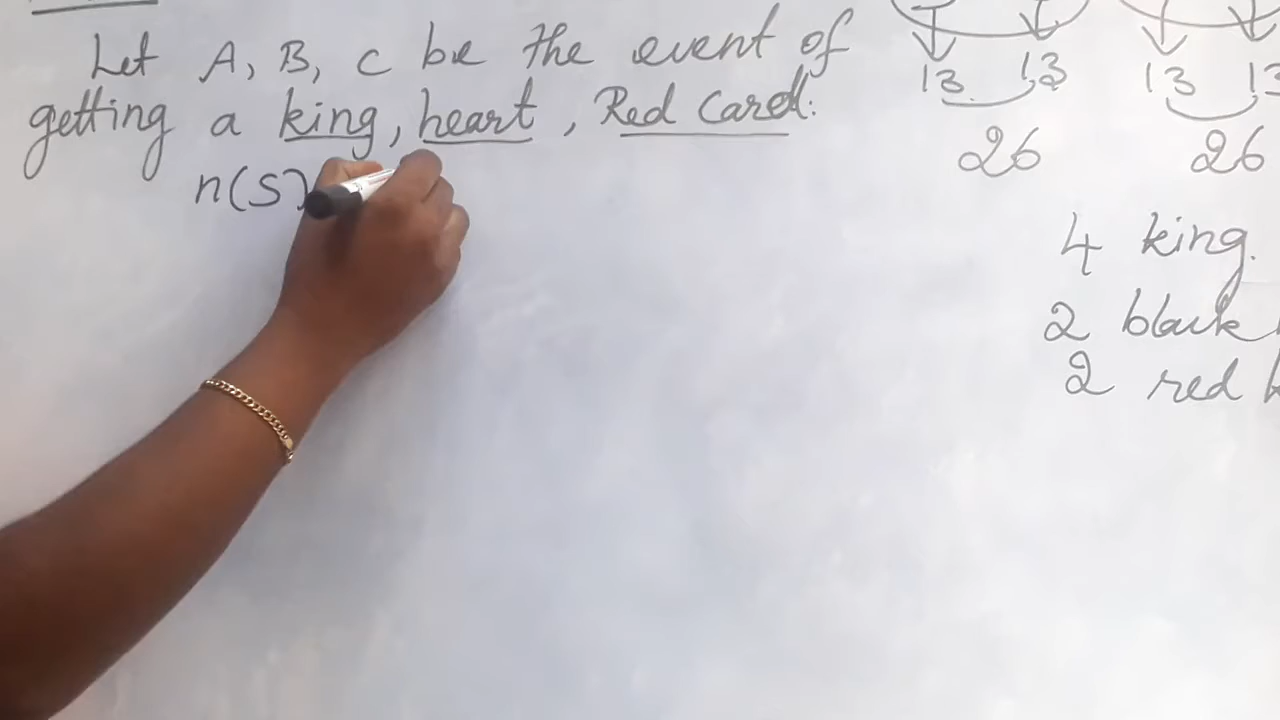 Let A, B, C be the event of
getting a king, heart, Red Card.
n(S)
13 13 13 13
26 26
4 king.
2 black
2 red